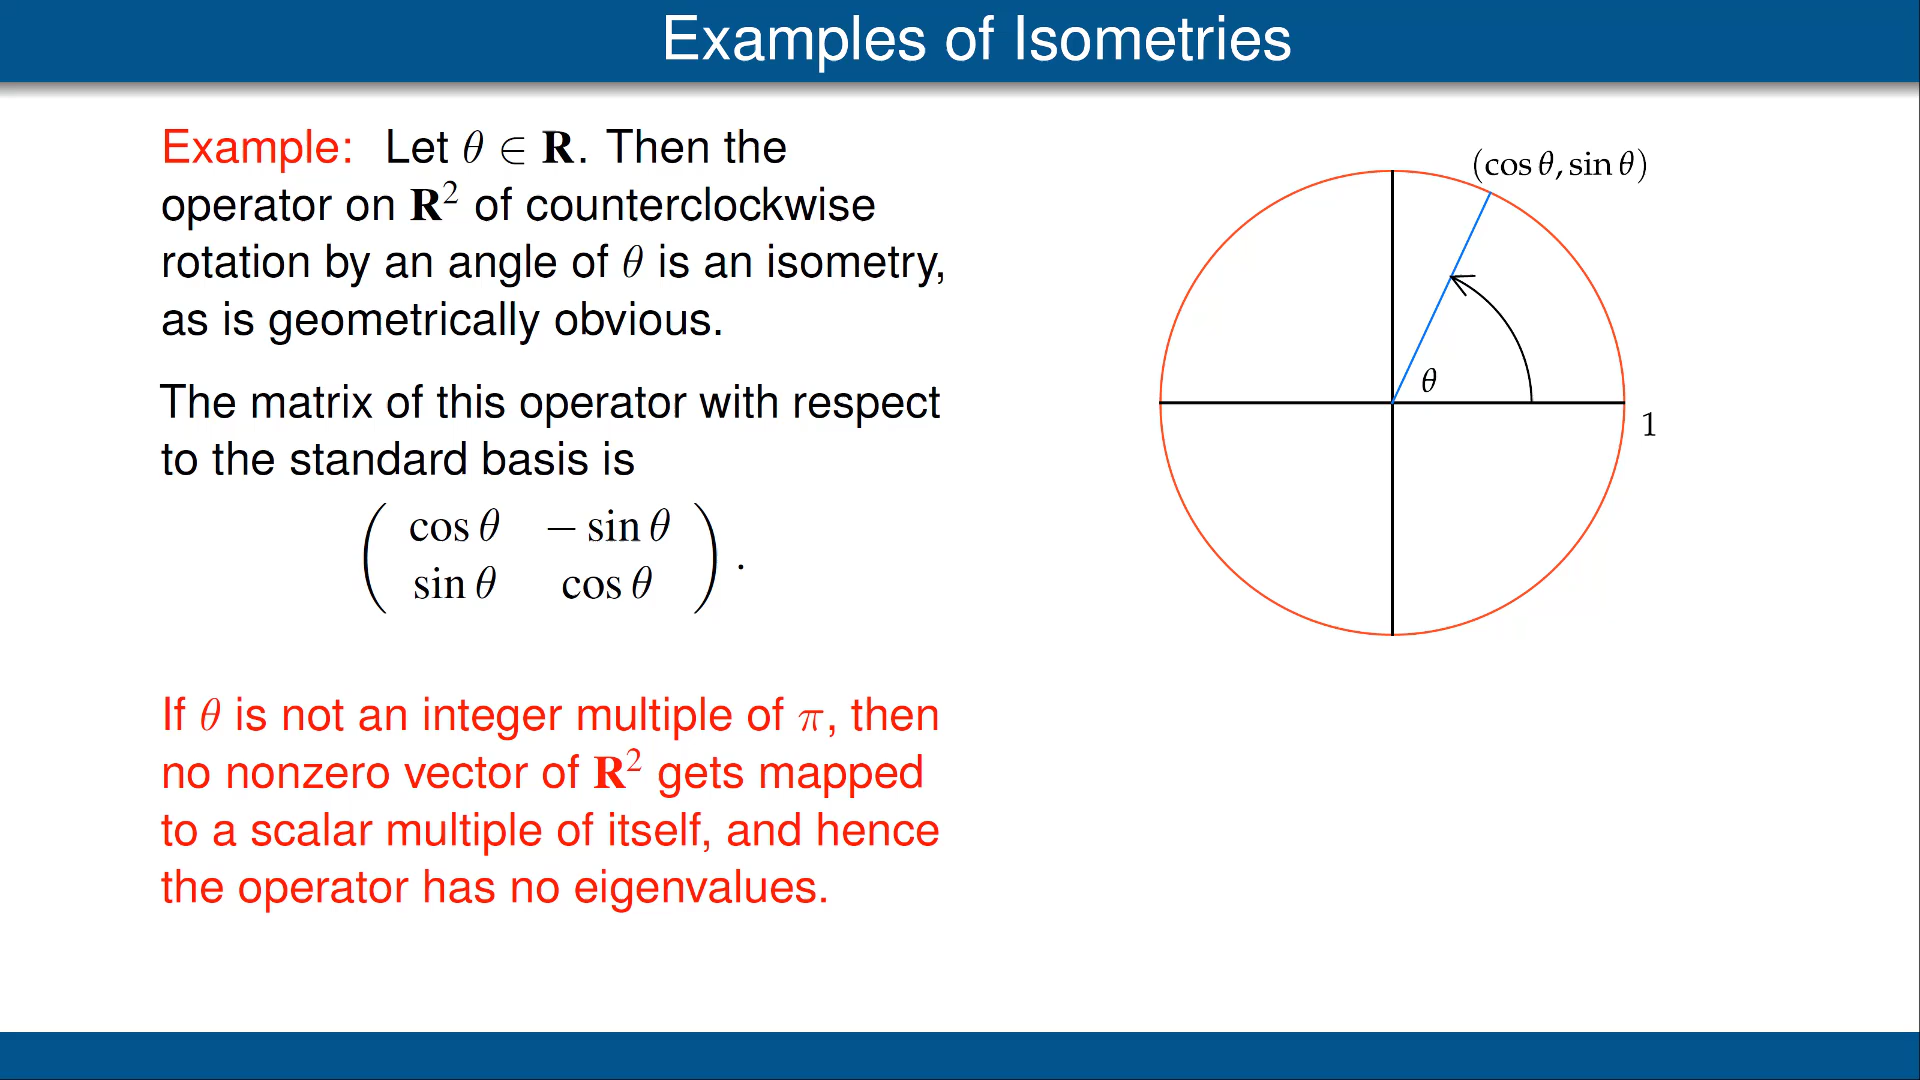 Examples of Isometries
Example: Let θ ∈ R. Then the
operator on R² of counterclockwise
rotation by an angle of θ is an isometry,
as is geometrically obvious.
The matrix of this operator with respect
to the standard basis is
( cos θ − sin θ
sin θ cos θ ) .
If θ is not an integer multiple of π, then
no nonzero vector of R² gets mapped
to a scalar multiple of itself, and hence
the operator has no eigenvalues.
(cos θ, sin θ)
θ
1